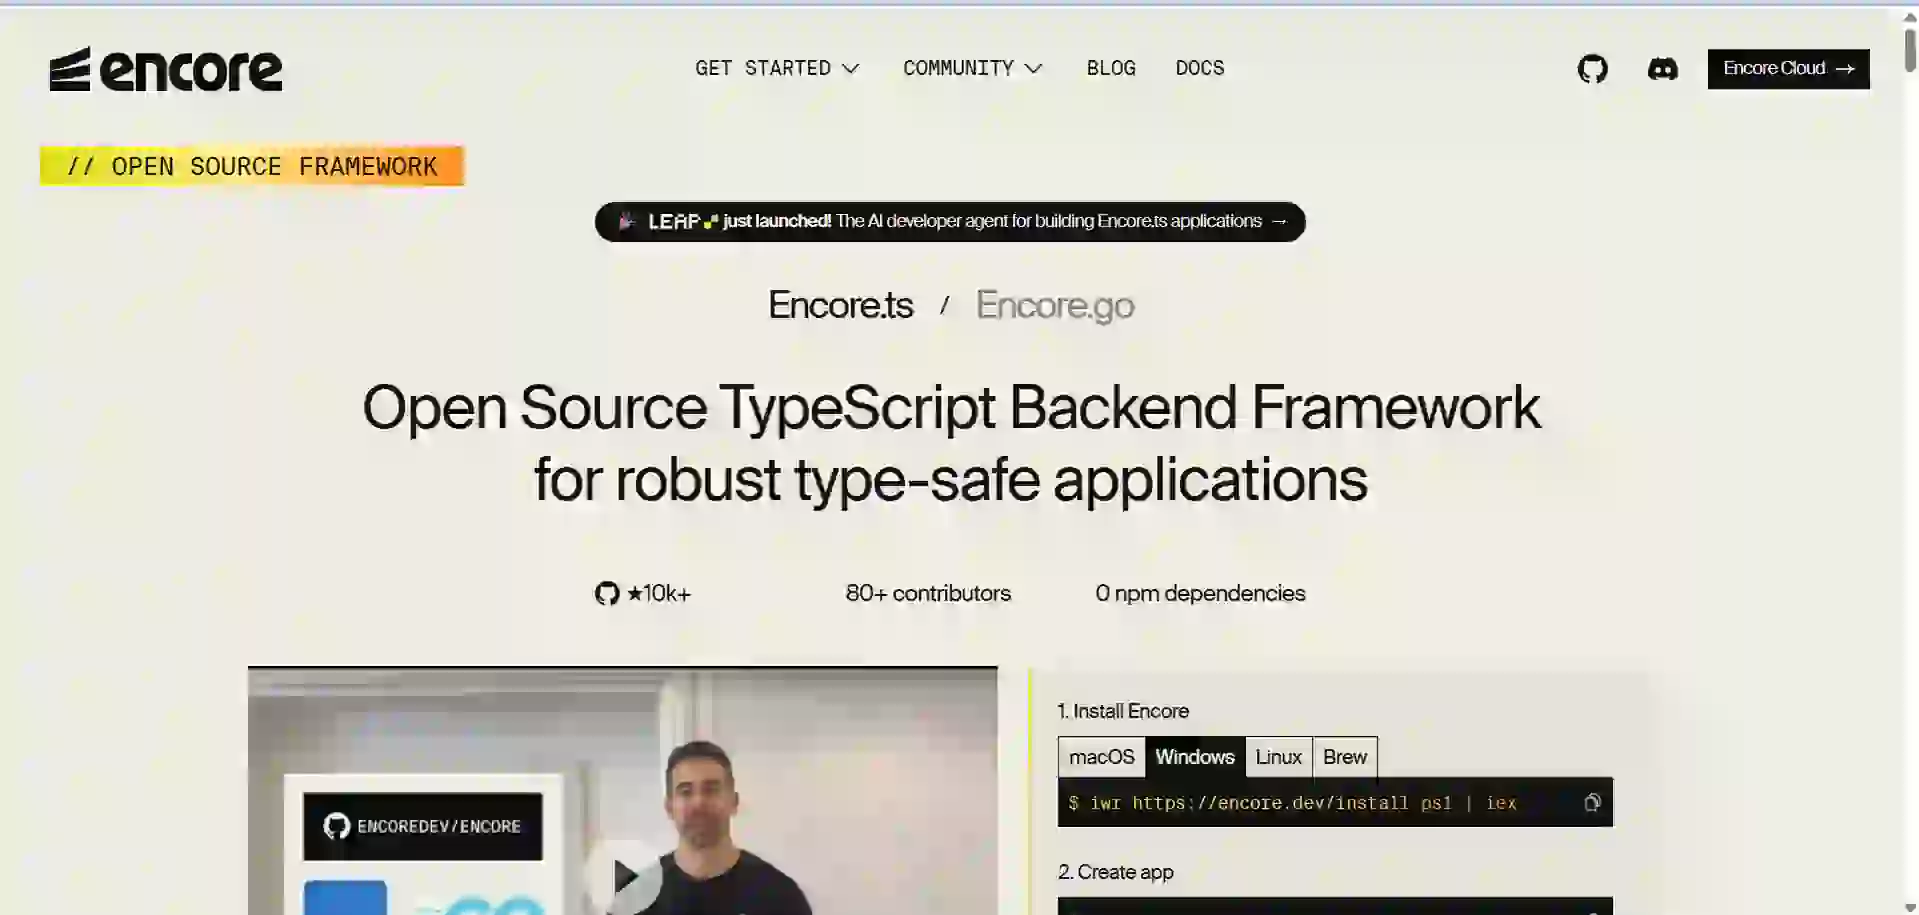 encore
GET STARTED
COMMUNITY
BLOG
DOCS
Encore Cloud →
// OPEN SOURCE FRAMEWORK
LEAP just launched! The AI developer agent for building Encore.ts applications →
Encore.ts / Encore.go
Open Source TypeScript Backend Framework
for robust type-safe applications
★10k+
80+ contributors
0 npm dependencies
ENCOREDEV/ENCORE
1. Install Encore
macOS
Windows
Linux
Brew
$ iwr https://encore.dev/install ps1 | iex
2. Create app